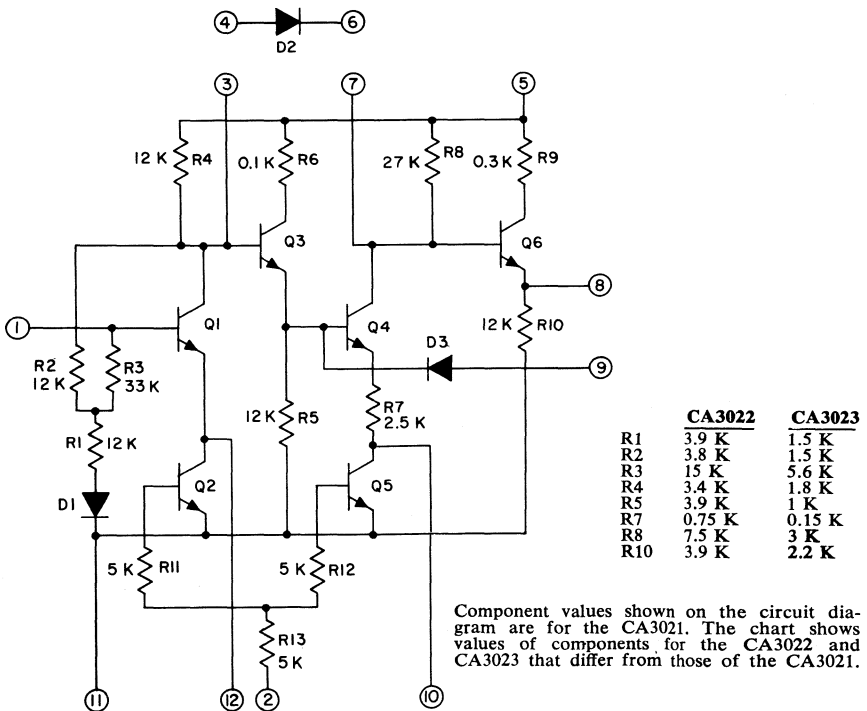 4 6
D2
3 7 5
12 K R4 0.1 K R6 27 K R8 0.3K R9
Q3 Q6
8
1 Q1 Q4 12 K R10
D3
R2 R3 9
12 K 33 K
R7
12 K R5 2.5 K
R1 12 K
Q2 Q5
D1
5 K R11 5 K R12
R13
5 K
11 12 2 10
CA3022 CA3023
R1 3.9 K 1.5 K
R2 3.8 K 1.5 K
R3 15 K 5.6 K
R4 3.4 K 1.8 K
R5 3.9 K 1 K
R7 0.75 K 0.15 K
R8 7.5 K 3 K
R10 3.9 K 2.2 K
Component values shown on the circuit dia-
gram are for the CA3021. The chart shows
values of components for the CA3022 and
CA3023 that differ from those of the CA3021.